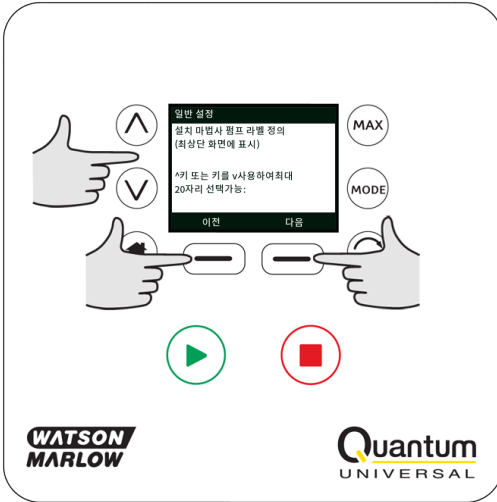 일반 설정
설치 마법사 펌프 라벨 정의
(최상단 화면에 표시)
^키 또는 키를 v사용하여최대
20자리 선택가능:
이전 다음
MAX
MODE
WATSON
MARLOW
Quantum
UNIVERSAL